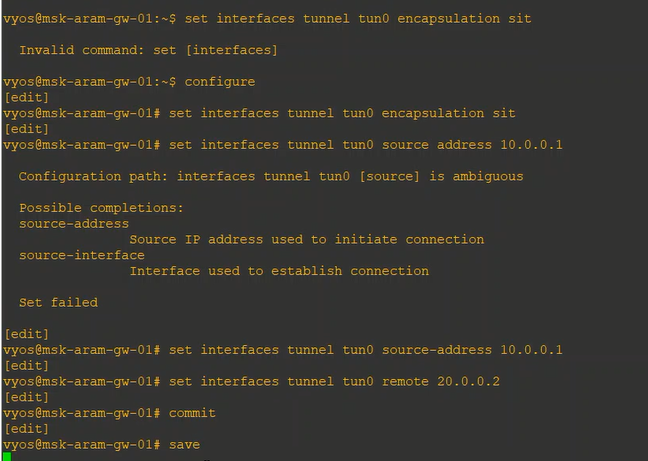 vyos@msk-aram-gw-01:~$ set interfaces tunnel tun0 encapsulation sit
Invalid command: set [interfaces]
vyos@msk-aram-gw-01:~$ configure
[edit]
vyos@msk-aram-gw-01# set interfaces tunnel tun0 encapsulation sit
[edit]
vyos@msk-aram-gw-01# set interfaces tunnel tun0 source address 10.0.0.1
Configuration path: interfaces tunnel tun0 [source] is ambiguous
Possible completions:
source-address
Source IP address used to initiate connection
source-interface
Interface used to establish connection
Set failed
[edit]
vyos@msk-aram-gw-01# set interfaces tunnel tun0 source-address 10.0.0.1
[edit]
vyos@msk-aram-gw-01# set interfaces tunnel tun0 remote 20.0.0.2
[edit]
vyos@msk-aram-gw-01# commit
[edit]
vyos@msk-aram-gw-01# save